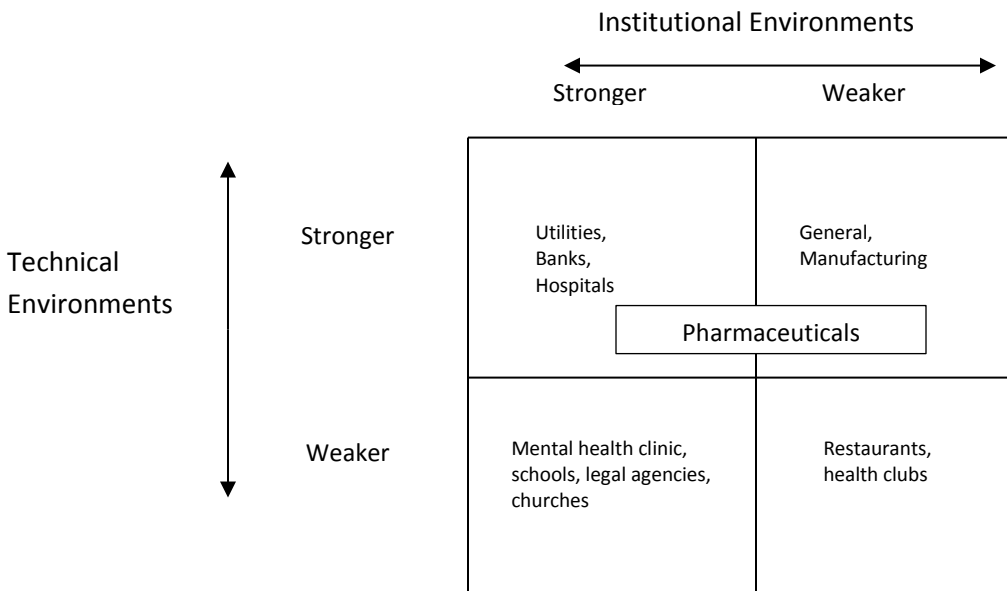 Institutional Environments
Stronger
Weaker
Technical
Environments
Stronger
Utilities,
Banks,
Hospitals
General,
Manufacturing
Pharmaceuticals
Weaker
Mental health clinic,
schools, legal agencies,
churches
Restaurants,
health clubs